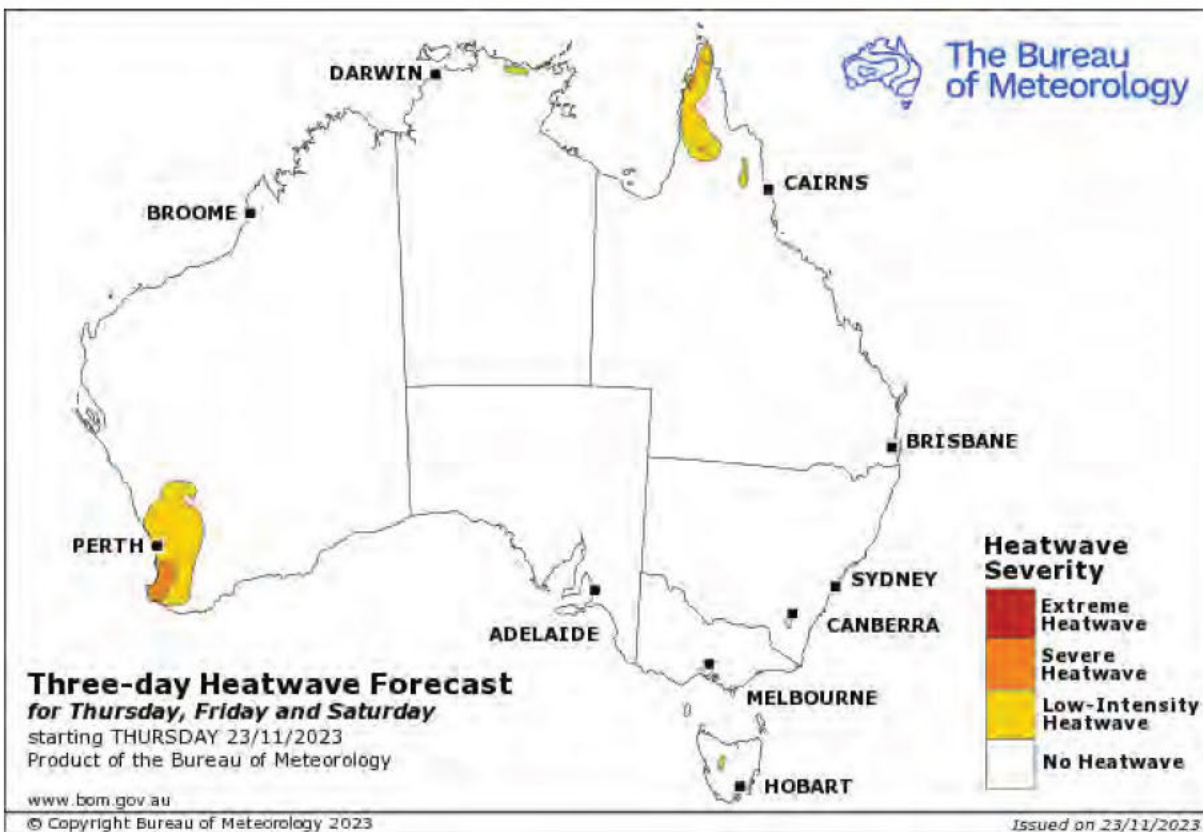 The Bureau
of Meteorology
DARWIN
CAIRNS
BROOME
BRISBANE
PERTH
SYDNEY
CANBERRA
ADELAIDE
MELBOURNE
HOBART
Heatwave
Severity
Extreme
Heatwave
Severe
Heatwave
Low-Intensity
Heatwave
No Heatwave
Three-day Heatwave Forecast
for Thursday, Friday and Saturday
starting THURSDAY 23/11/2023
Product of the Bureau of Meteorology
www.bom.gov.au
© Copyright Bureau of Meteorology 2023
Issued on 23/11/2023